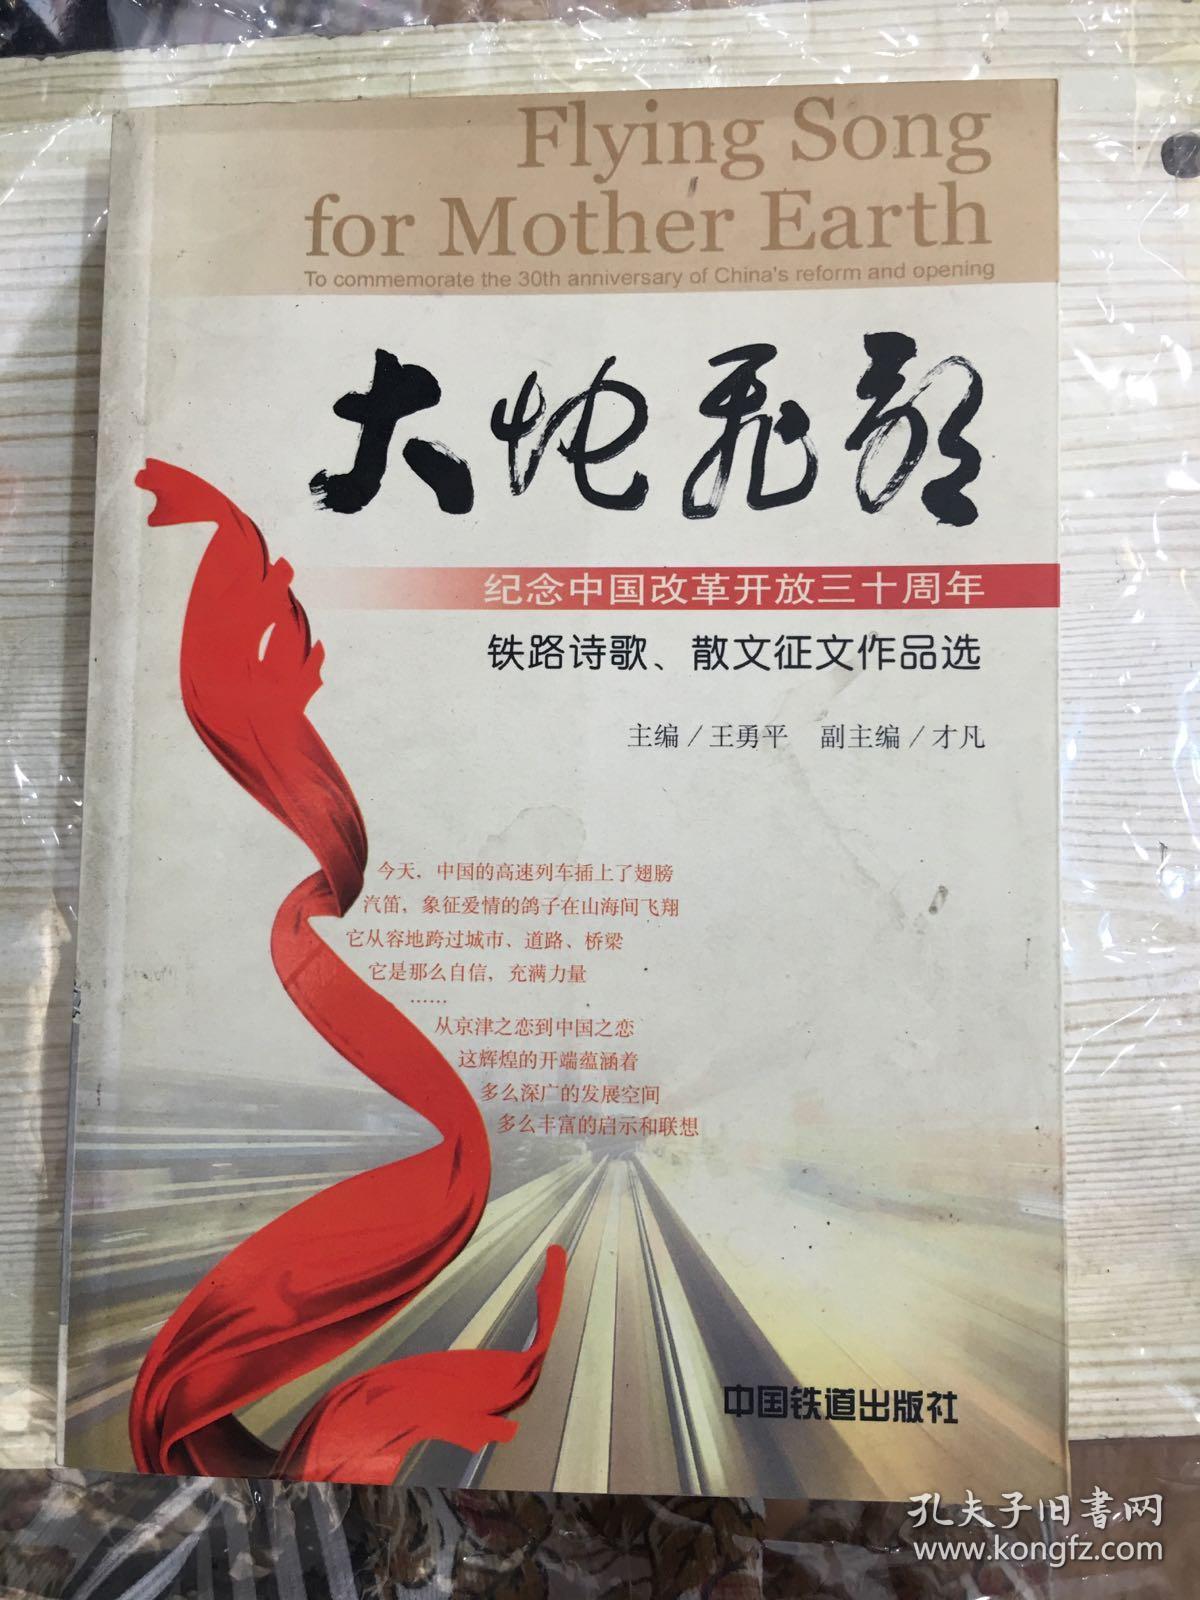 Flying Song
for Mother Earth
To commemorate the 30th anniversary of China's reform and opening
大地飞歌
纪念中国改革开放三十周年
铁路诗歌、散文征文作品选
主编／王勇平 副主编／才凡
今天，中国的高速列车插上了翅膀
汽笛，象征爱情的鸽子在山海间飞翔
它从容地跨过城市、道路、桥梁
它是那么自信，充满力量
……
从京津之恋到中国之恋
这辉煌的开端蕴涵着
多么深广的发展空间
多么丰富的启示和联想
中国铁道出版社
孔夫子旧書网
www.kongfz.com